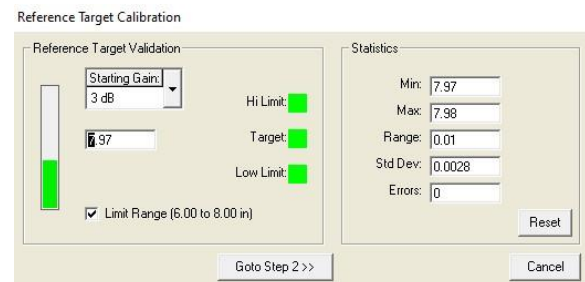 Reference Target Calibration
Reference Target Validation
Starting Gain:
3 dB
7.97
Hi Limit:
Target:
Low Limit:
Limit Range (6.00 to 8.00 in)
Goto Step 2 >>
Statistics
Min: 7.97
Max: 7.98
Range: 0.01
Std Dev: 0.0028
Errors: 0
Reset
Cancel